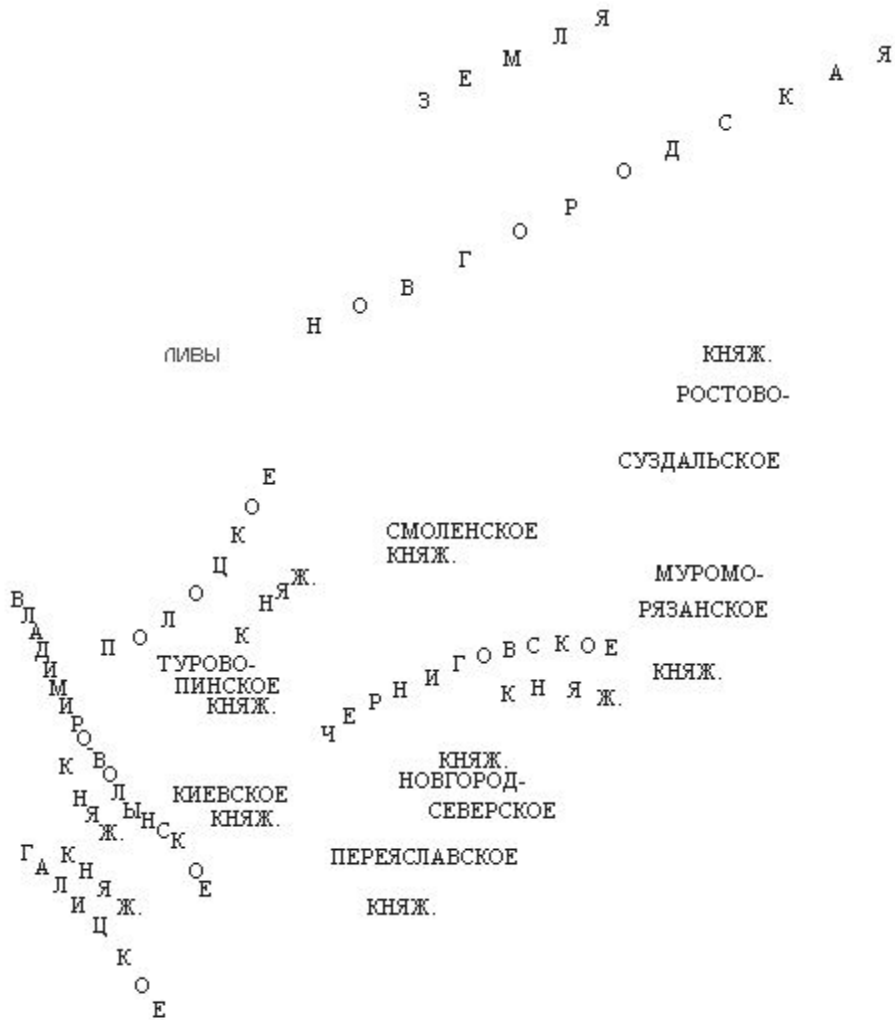 ЗЕМЛЯ
НОВГОРОДСКАЯ
ЛИВЫ
КНЯЖ.
РОСТОВО-
СУЗДАЛЬСКОЕ
ПОЛОЦКОЕ
КНЯЖ.
СМОЛЕНСКОЕ
КНЯЖ.
МУРОМО-
РЯЗАНСКОЕ
КНЯЖ.
ВЛАДИМИРО-ВОЛЫНСКОЕ
КНЯЖ.
ТУРОВО-
ПИНСКОЕ
КНЯЖ.
ЧЕРНИГОВСКОЕ
КНЯЖ.
КНЯЖ.
НОВГОРОД-
СЕВЕРСКОЕ
КИЕВСКОЕ
КНЯЖ.
ПЕРЕЯСЛАВСКОЕ
КНЯЖ.
ГАЛИЦКОЕ
КНЯЖ.